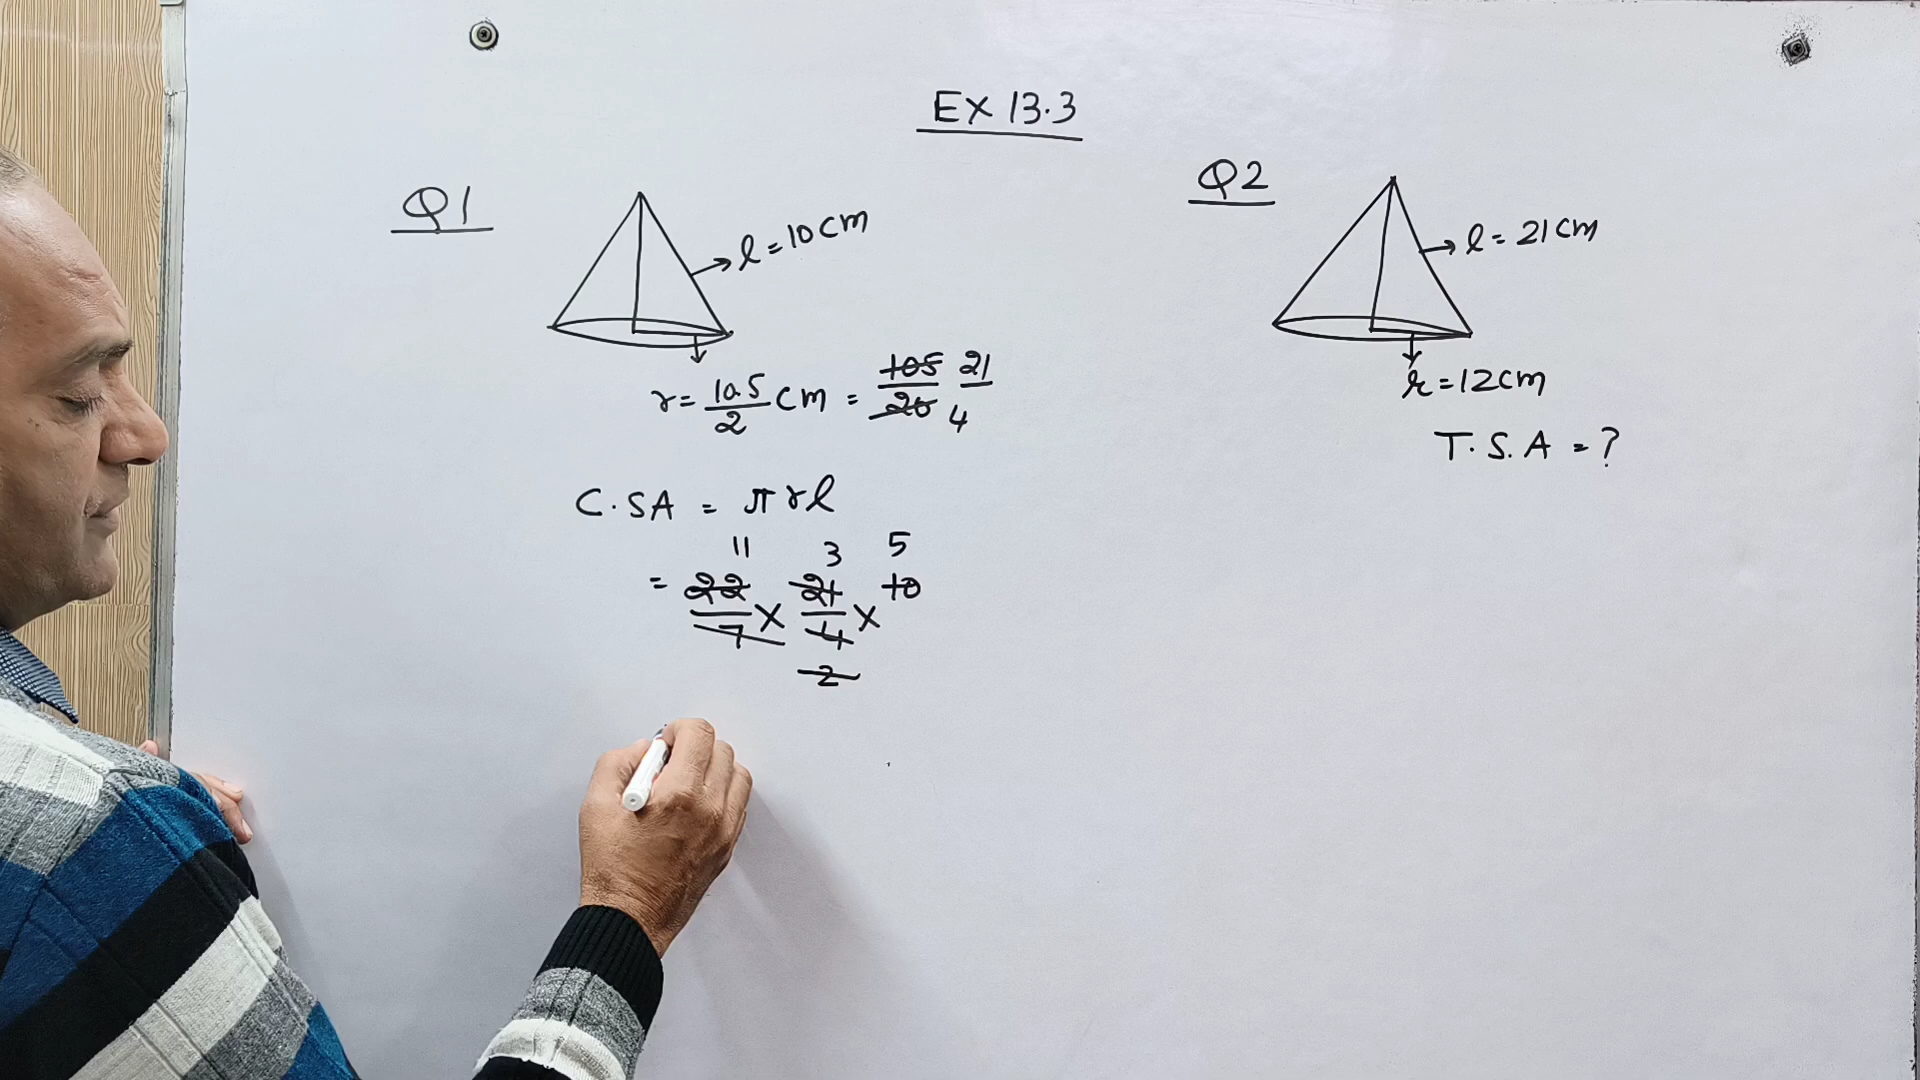 EX 13.3
Q1
l = 10 cm
r = 10.5/2 cm = 105/20 21/4
C.SA = πrl
11 3 5
= 22/7 × 21/4 × 10
2
Q2
l = 21 cm
r = 12 cm
T.S.A = ?